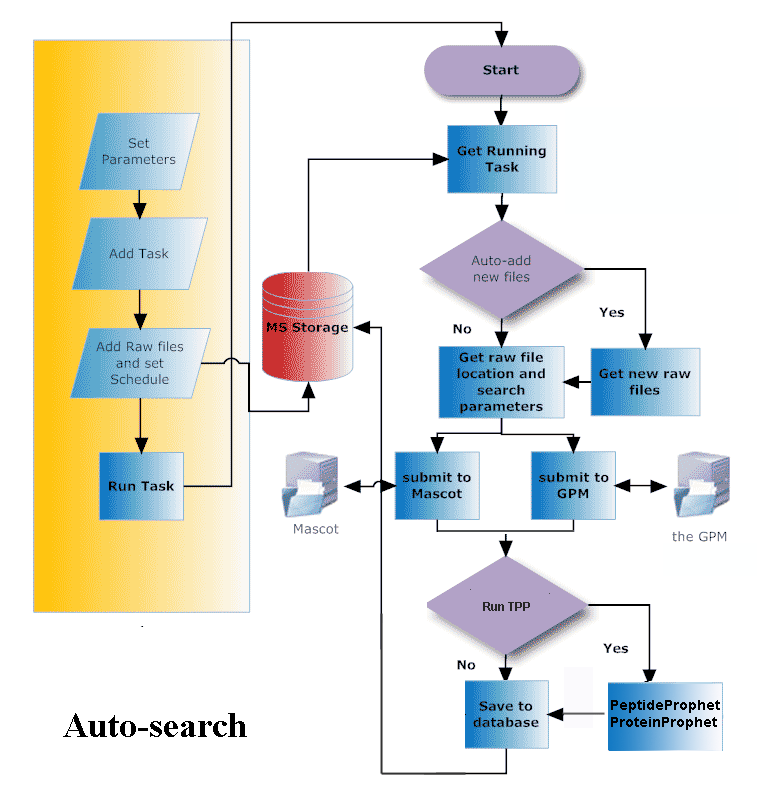 Start
Set
Parameters
Get Running
Task
Add Task
Auto-add
new files
Yes
No
MS Storage
Add Raw files
and set
Schedule
Get raw file
location and
search
parameters
Get new raw
files
Run Task
submit to
Mascot
submit to
GPM
Mascot
the GPM
Run TPP
Yes
No
Save to
database
PeptideProphet
ProteinProphet
Auto-search